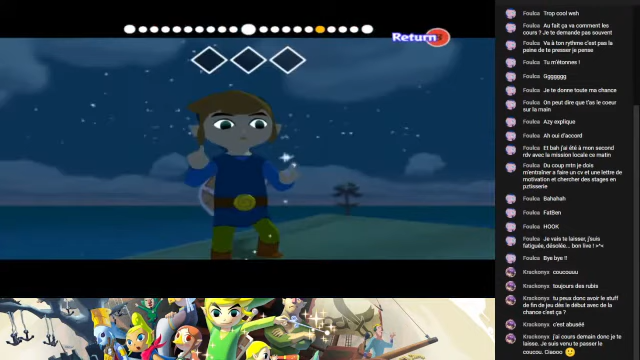 Return
Foulca Trop cool weh
Foulca Au fait ça va comment les
cours ? Je te demande pas souvent
Foulca Va à ton rythme c'est pas la
peine de te presser je pense
Foulca Tu m'étonnes !
Foulca Ggggggg
Foulca Je te donne toute ma chance
Foulca On peut dire que t'as le coeur
sur la main
Foulca Azy explique
Foulca Ah oui d'accord
Foulca Et bah j'ai été à mon second
rdv avec la mission locale ce matin
Foulca Du coup mtn je dois
m'entraîner a faire un cv et une lettre de
motivation et chercher des stages en
pztisserie
Foulca Bahahah
Foulca FatBen
Foulca HOOK
Foulca Je vais te laisser, j'suis
fatiguée, désolée... bon live ! >^<
Foulca Bye bye !!
Krackonyx coucouuu
Krackonyx toujours des rubis
Krackonyx tu peux donc avoir le stuff
de fin de jeu dès le début avec de la
chance c'est ça ?
Krackonyx c'est abuséé
Krackonyx j'ai cours demain donc je te
laisse. Je suis venu te passer le
coucou. Ciaooo